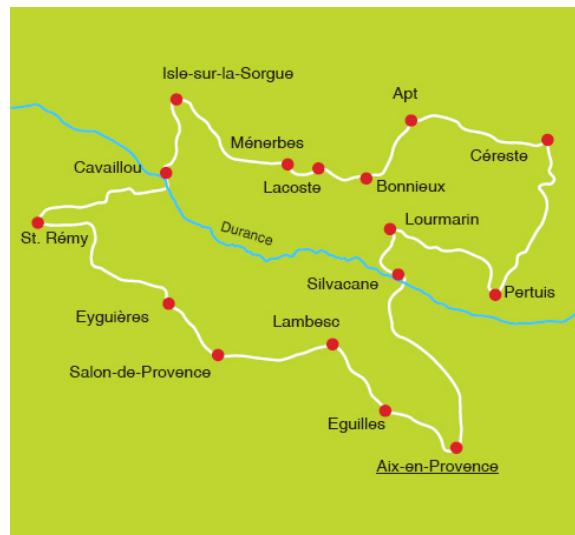 Isle-sur-la-Sorgue
Apt
Ménerbes
Céreste
Cavaillou
Lacoste
Bonnieux
Lourmarin
St. Rémy
Durance
Silvacane
Pertuis
Eyguières
Lambesc
Salon-de-Provence
Eguilles
Aix-en-Provence